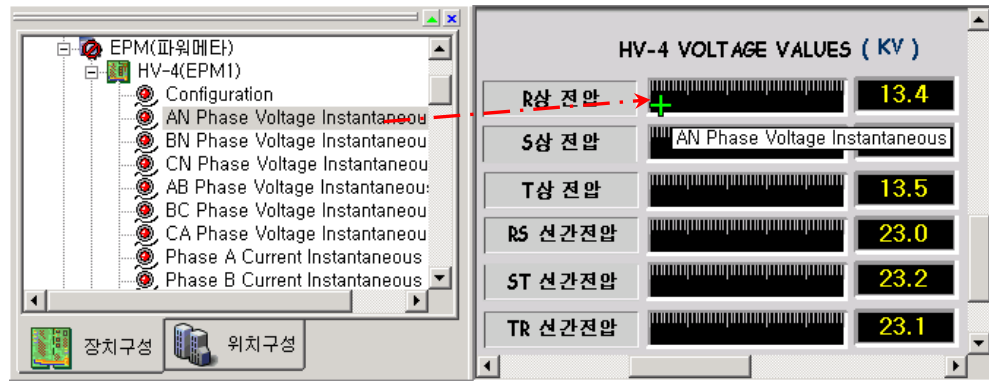 EPM(파워메타)
HV-4(EPM1)
Configuration
AN Phase Voltage Instantaneou
BN Phase Voltage Instantaneou
CN Phase Voltage Instantaneou
AB Phase Voltage Instantaneou
BC Phase Voltage Instantaneou
CA Phase Voltage Instantaneou
Phase A Current Instantaneous
Phase B Current Instantaneous
장치구성
위치구성
HV-4 VOLTAGE VALUES ( KV )
R상 전압
13.4
S상 전압
AN Phase Voltage Instantaneous
T상 전압
13.5
RS 선간전압
23.0
ST 선간전압
23.2
TR 선간전압
23.1